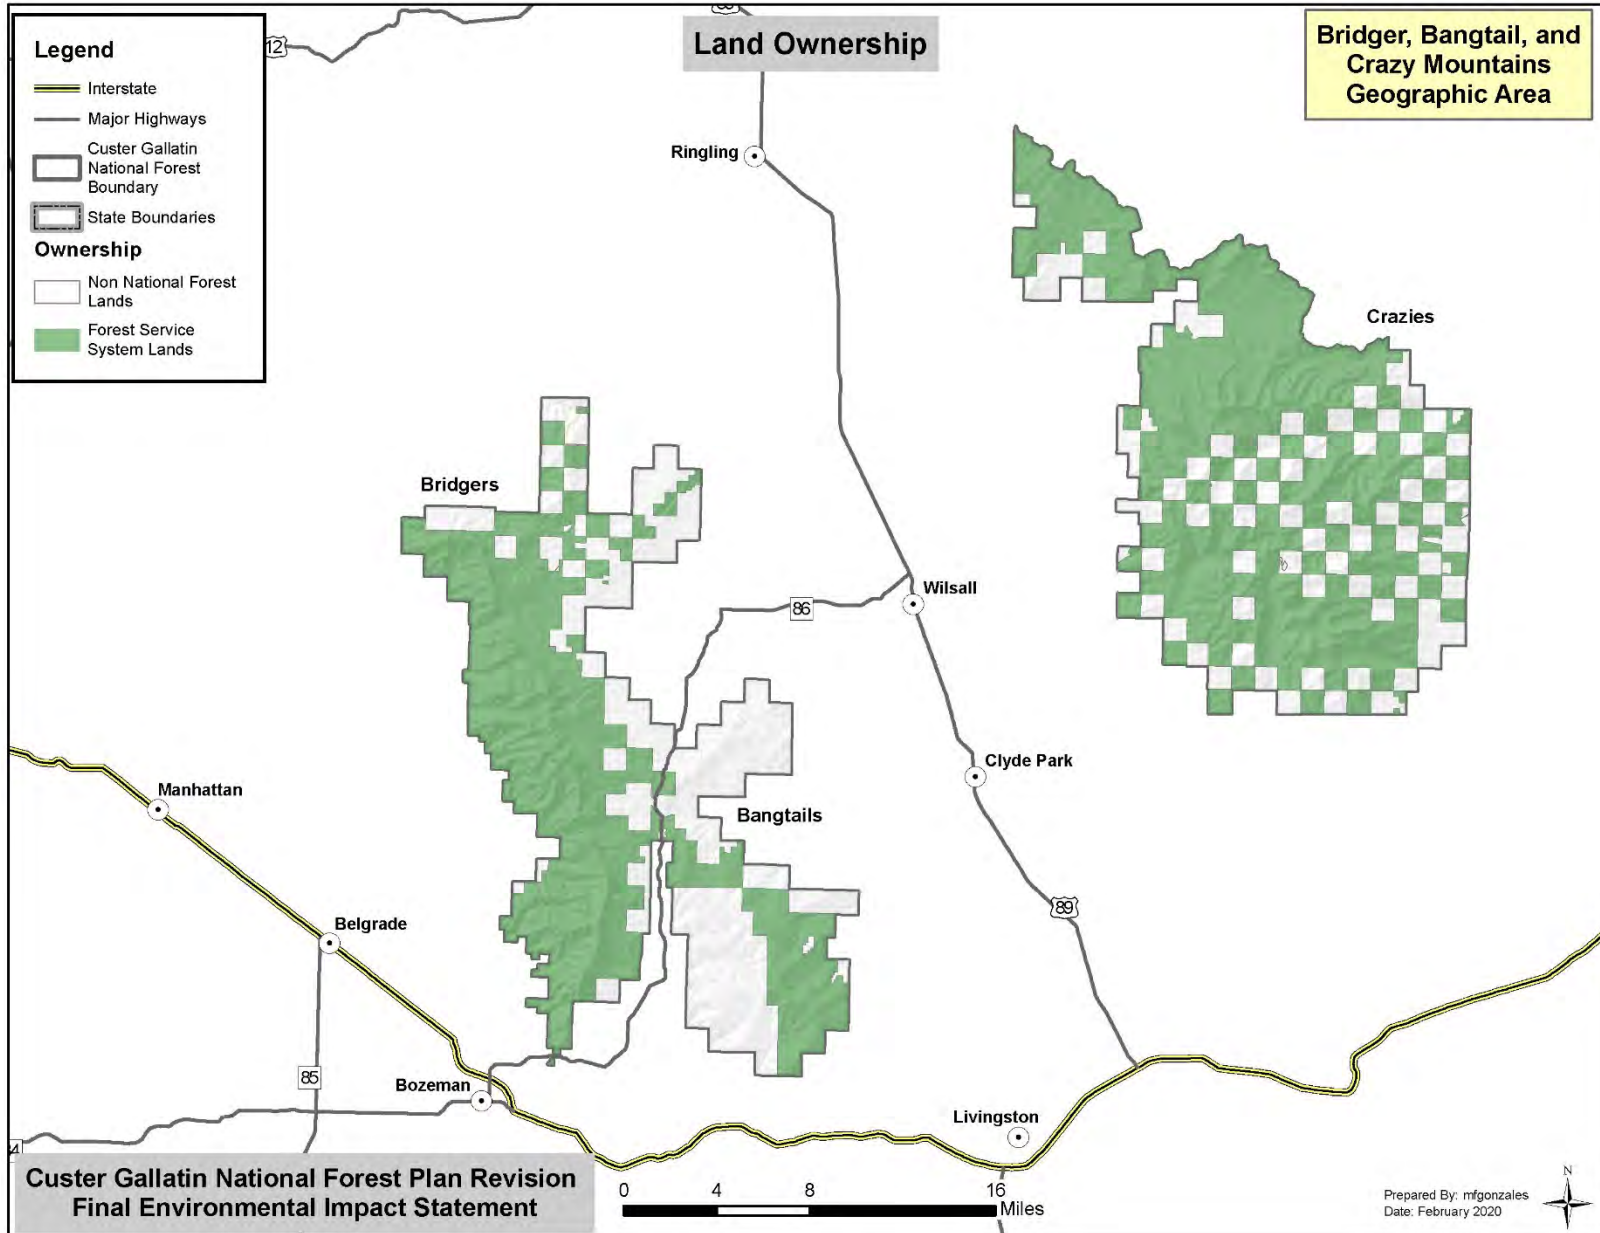 Land Ownership
Bridger, Bangtail, and
Crazy Mountains
Geographic Area
Legend
Interstate
Major Highways
Custer Gallatin
National Forest
Boundary
State Boundaries
Ownership
Non National Forest
Lands
Forest Service
System Lands
12
Ringling
Crazies
Bridgers
Wilsall
86
Clyde Park
Manhattan
Bangtails
Belgrade
89
85
Bozeman
Livingston
Custer Gallatin National Forest Plan Revision
Final Environmental Impact Statement
0 4 8 16
Miles
Prepared By: mfgonzales
Date: February 2020
N